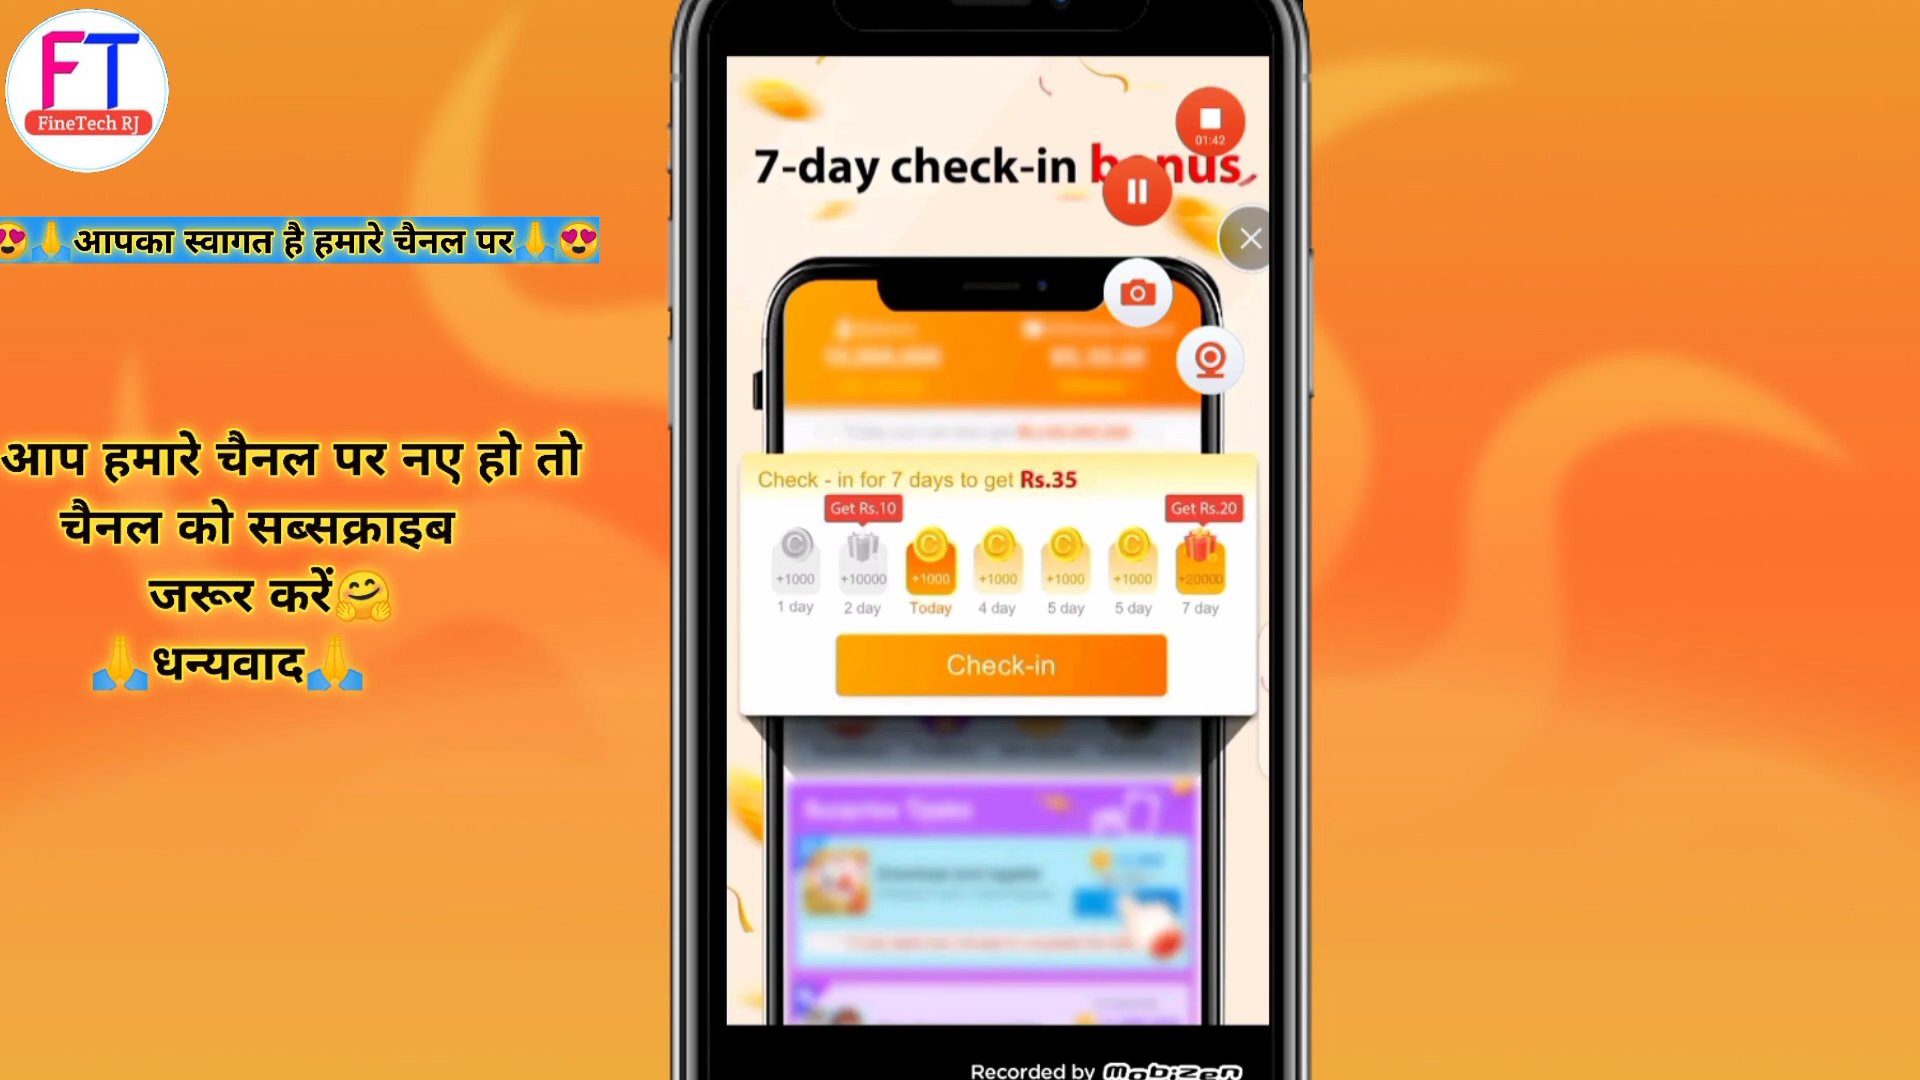 FT
FineTech RJ
😍🙏आपका स्वागत है हमारे चैनल पर🙏😍
आप हमारे चैनल पर नए हो तो
चैनल को सब्सक्राइब
जरूर करें🤗
🙏धन्यवाद🙏
01:42
7-day check-in bonus
Check - in for 7 days to get Rs.35
Get Rs.10 Get Rs.20
+1000 +10000 +1000 +1000 +1000 +1000 +20000
1 day 2 day Today 4 day 5 day 5 day 7 day
Check-in
Surprise Tasks
Recorded by MobiZen